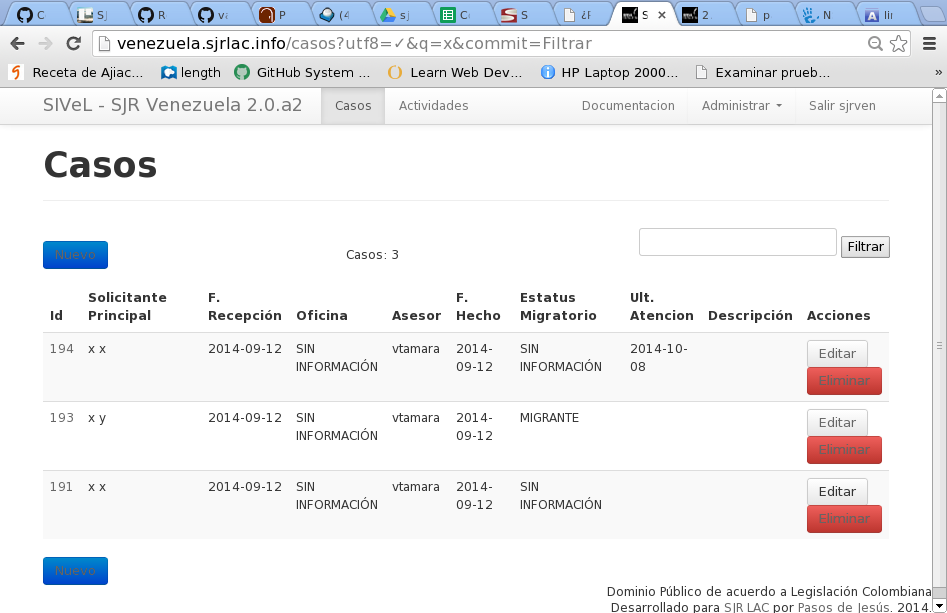 C
SJ
R
va
P
(4
sj
Co
S
¿F
S
2
p
N
lir
venezuela.sjrlac.info/casos?utf8=✓&q=x&commit=Filtrar
Receta de Ajiac... length GitHub System ... Learn Web Dev... HP Laptop 2000... Examinar prueb... »
SIVeL - SJR Venezuela 2.0.a2 Casos Actividades Documentacion Administrar Salir sjrven
Casos
Nuevo Casos: 3 Filtrar
Id Solicitante Principal F. Recepción Oficina Asesor F. Hecho Estatus Migratorio Ult. Atencion Descripción Acciones
194 x x 2014-09-12 SIN INFORMACIÓN vtamara 2014-09-12 SIN INFORMACIÓN 2014-10-08 Editar
Eliminar
193 x y 2014-09-12 SIN INFORMACIÓN vtamara 2014-09-12 MIGRANTE Editar
Eliminar
191 x x 2014-09-12 SIN INFORMACIÓN vtamara 2014-09-12 SIN INFORMACIÓN Editar
Eliminar
Nuevo
Dominio Público de acuerdo a Legislación Colombiana
Desarrollado para SJR LAC por Pasos de Jesús. 2014.